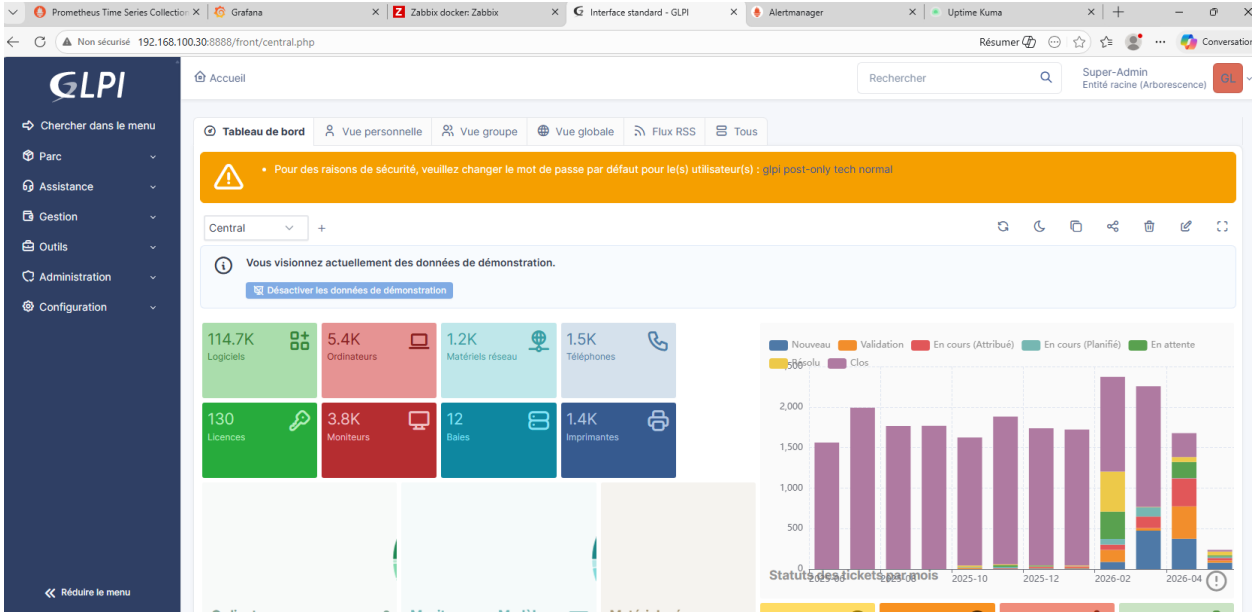 Prometheus Time Series Collection
Grafana
Zabbix docker: Zabbix
Interface standard - GLPI
Alertmanager
Uptime Kuma
Non sécurisé 192.168.100.30:8888/front/central.php
Résumer
Conversation
GLPI
Accueil
Rechercher
Super-Admin
Entité racine (Arborescence)
GL
Chercher dans le menu
Parc
Assistance
Gestion
Outils
Administration
Configuration
Réduire le menu
Tableau de bord
Vue personnelle
Vue groupe
Vue globale
Flux RSS
Tous
• Pour des raisons de sécurité, veuillez changer le mot de passe par défaut pour le(s) utilisateur(s) : glpi post-only tech normal
Central
Vous visionnez actuellement des données de démonstration.
Désactiver les données de démonstration
114.7K
Logiciels
5.4K
Ordinateurs
1.2K
Matériels réseau
1.5K
Téléphones
130
Licences
3.8K
Moniteurs
12
Baies
1.4K
Imprimantes
Nouveau
Validation
En cours (Attribué)
En cours (Planifié)
En attente
Résolu
Clos
2,000
1,500
1,000
500
0
2025-06
2025-08
2025-10
2025-12
2026-02
2026-04
Statuts des tickets par mois